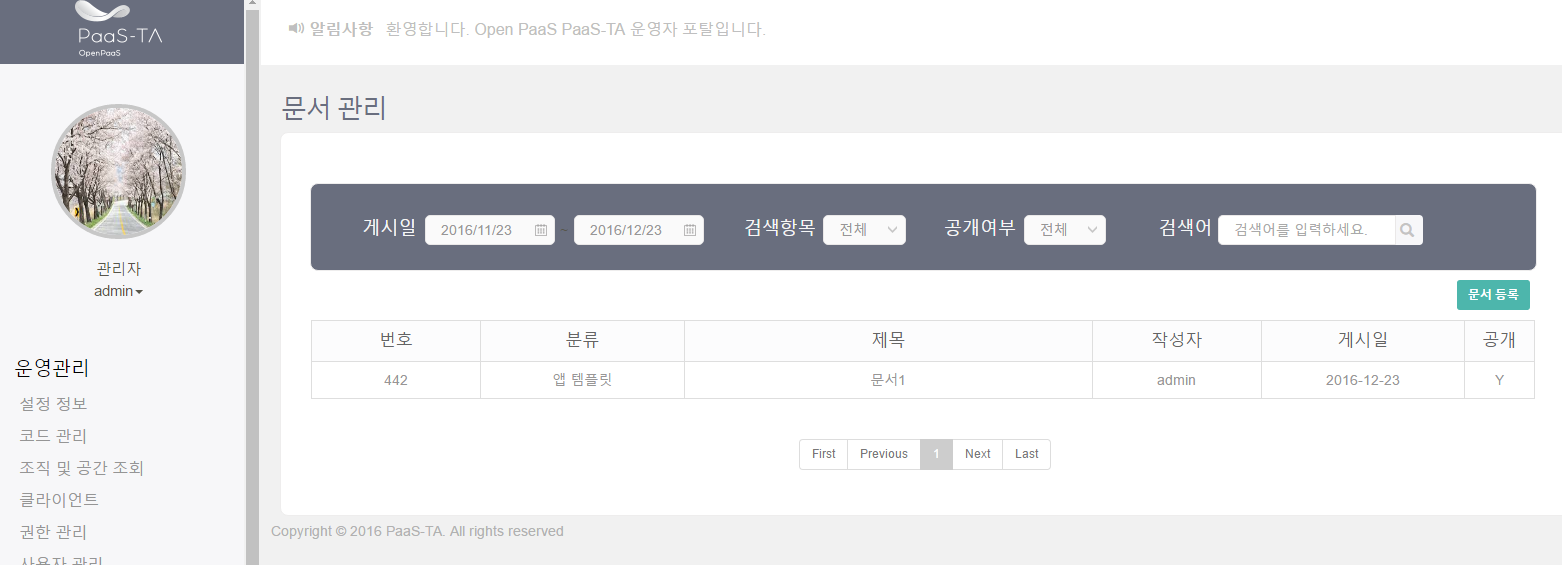 PaaS-TA
OpenPaaS
관리자
admin
운영관리
설정 정보
코드 관리
조직 및 공간 조회
클라이언트
권한 관리
사용자 관리
알림사항 환영합니다. Open PaaS PaaS-TA 운영자 포탈입니다.
문서 관리
게시일 2016/11/23 ~ 2016/12/23 검색항목 전체 공개여부 전체 검색어 검색어를 입력하세요.
문서 등록
번호 분류 제목 작성자 게시일 공개
442 앱 템플릿 문서1 admin 2016-12-23 Y
First Previous 1 Next Last
Copyright © 2016 PaaS-TA. All rights reserved